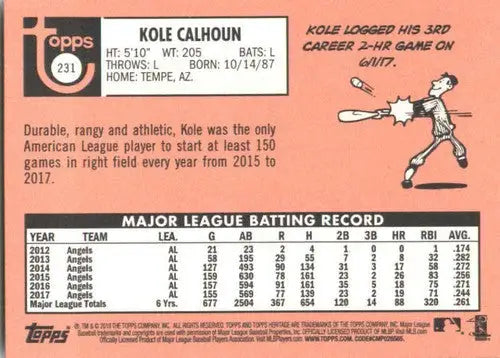 topps
231
KOLE CALHOUN
HT: 5'10" WT: 205 BATS: L
THROWS: L BORN: 10/14/87
HOME: TEMPE, AZ.
KOLE LOGGED HIS 3RD
CAREER 2-HR GAME ON
6/1/17.
Durable, rangy and athletic, Kole was the only
American League player to start at least 150
games in right field every year from 2015 to
2017.
MAJOR LEAGUE BATTING RECORD
YEAR TEAM LEA. G AB R H 2B 3B HR RBI AVG.
2012 Angels AL 21 23 2 4 1 0 0 1 .174
2013 Angels AL 58 195 29 55 7 2 8 32 .282
2014 Angels AL 127 493 90 134 31 3 17 58 .272
2015 Angels AL 159 630 78 161 23 2 26 83 .256
2016 Angels AL 157 594 91 161 35 5 18 75 .271
2017 Angels AL 155 569 77 139 23 2 19 71 .244
Major League Totals 6 Yrs. 677 2504 367 654 120 14 88 320 .261
topps